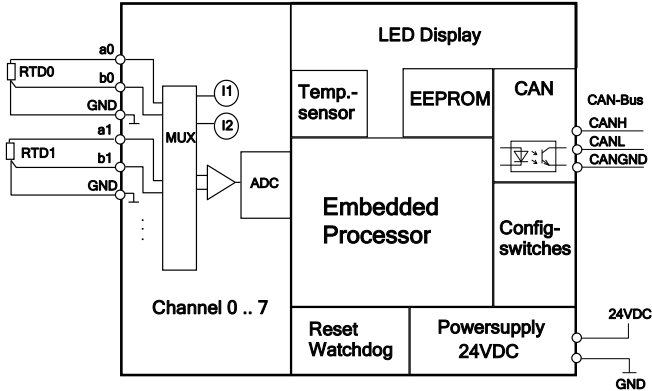 LED Display
a0
RTD0
b0
GND
I1
I2
Temp.-
sensor
EEPROM
CAN
CAN-Bus
CANH
CANL
CANGND
MUX
a1
RTD1
b1
GND
ADC
Embedded
Processor
Config-
switches
Channel 0 .. 7
Reset
Watchdog
Powersupply
24VDC
24VDC
GND